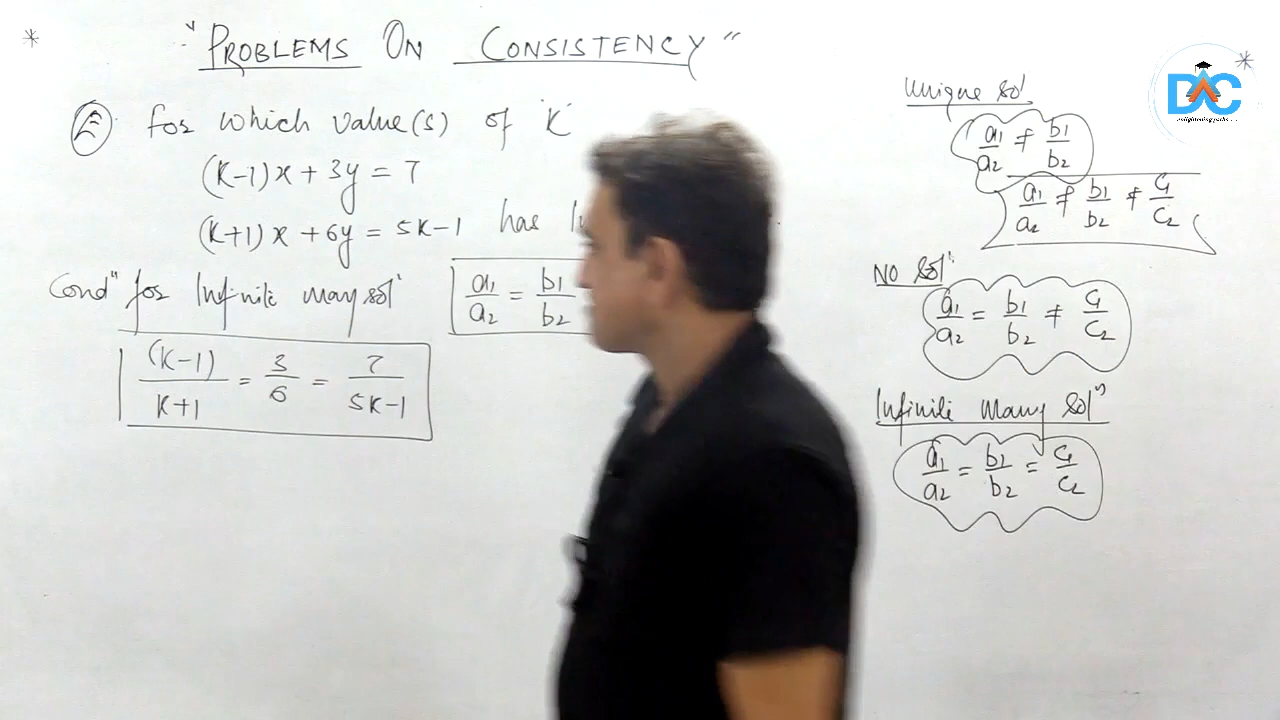 * "PROBLEMS ON CONSISTENCY" *
for which value(s) of 'K'
(K-1)x + 3y = 7
(K+1)x + 6y = 5K-1 has
Cond" for Infinite Many sol"
a1/a2 = b1/b2
(K-1)/K+1 = 3/6 = 7/5K-1
Unique sol
a1/a2 ≠ b1/b2
a1/a2 ≠ b1/b2 ≠ c1/c2
NO Sol"
a1/a2 = b1/b2 ≠ c1/c2
Infinite Many Sol"
a1/a2 = b1/b2 = c1/c2
DAC